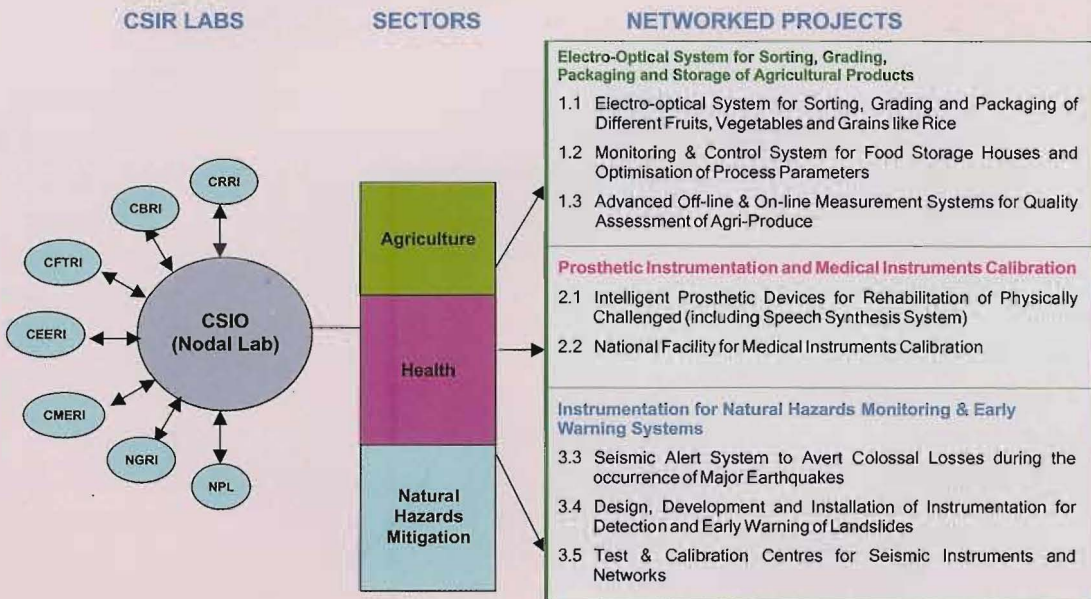 CSIR LABS
SECTORS
NETWORKED PROJECTS
CRRI
CBRI
CFTRI
CEERI
CMERI
NGRI
NPL
CSIO
(Nodal Lab)
Agriculture
Health
Natural
Hazards
Mitigation
Electro-Optical System for Sorting, Grading,
Packaging and Storage of Agricultural Products
1.1 Electro-optical System for Sorting, Grading and Packaging of
Different Fruits, Vegetables and Grains like Rice
1.2 Monitoring & Control System for Food Storage Houses and
Optimisation of Process Parameters
1.3 Advanced Off-line & On-line Measurement Systems for Quality
Assessment of Agri-Produce
Prosthetic Instrumentation and Medical Instruments Calibration
2.1 Intelligent Prosthetic Devices for Rehabilitation of Physically
Challenged (including Speech Synthesis System)
2.2 National Facility for Medical Instruments Calibration
Instrumentation for Natural Hazards Monitoring & Early
Warning Systems
3.3 Seismic Alert System to Avert Colossal Losses during the
occurrence of Major Earthquakes
3.4 Design, Development and Installation of Instrumentation for
Detection and Early Warning of Landslides
3.5 Test & Calibration Centres for Seismic Instruments and
Networks